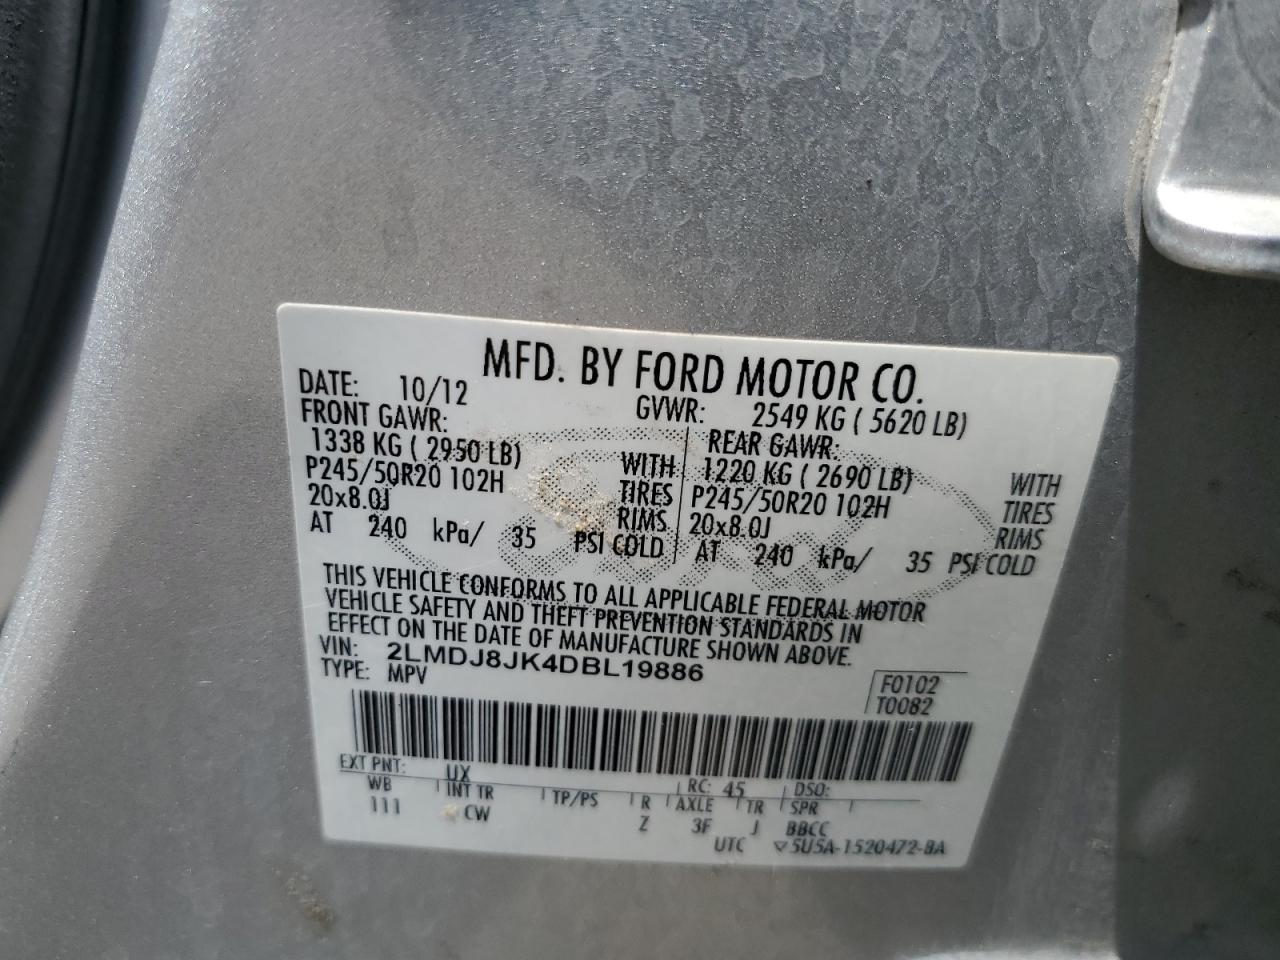 MFD. BY FORD MOTOR CO.
DATE: 10/12 GVWR: 2549 KG ( 5620 LB)
FRONT GAWR: REAR GAWR:
1338 KG ( 2950 LB) WITH 1220 KG ( 2690 LB) WITH
P245/50R20 102H TIRES P245/50R20 102H TIRES
20x8.0J RIMS 20x8.0J RIMS
AT 240 kPa/ 35 PSI COLD AT 240 kPa/ 35 PSI COLD
THIS VEHICLE CONFORMS TO ALL APPLICABLE FEDERAL MOTOR
VEHICLE SAFETY AND THEFT PREVENTION STANDARDS IN
EFFECT ON THE DATE OF MANUFACTURE SHOWN ABOVE.
VIN: 2LMDJ8JK4DBL19886
TYPE: MPV
F0102
T0082
EXT PNT: UX RC: 45 DSO:
WB INT TR TP/PS R AXLE TR SPR
111 CW Z 3F J BBCC
UTC ▽5U5A-1520472-BA